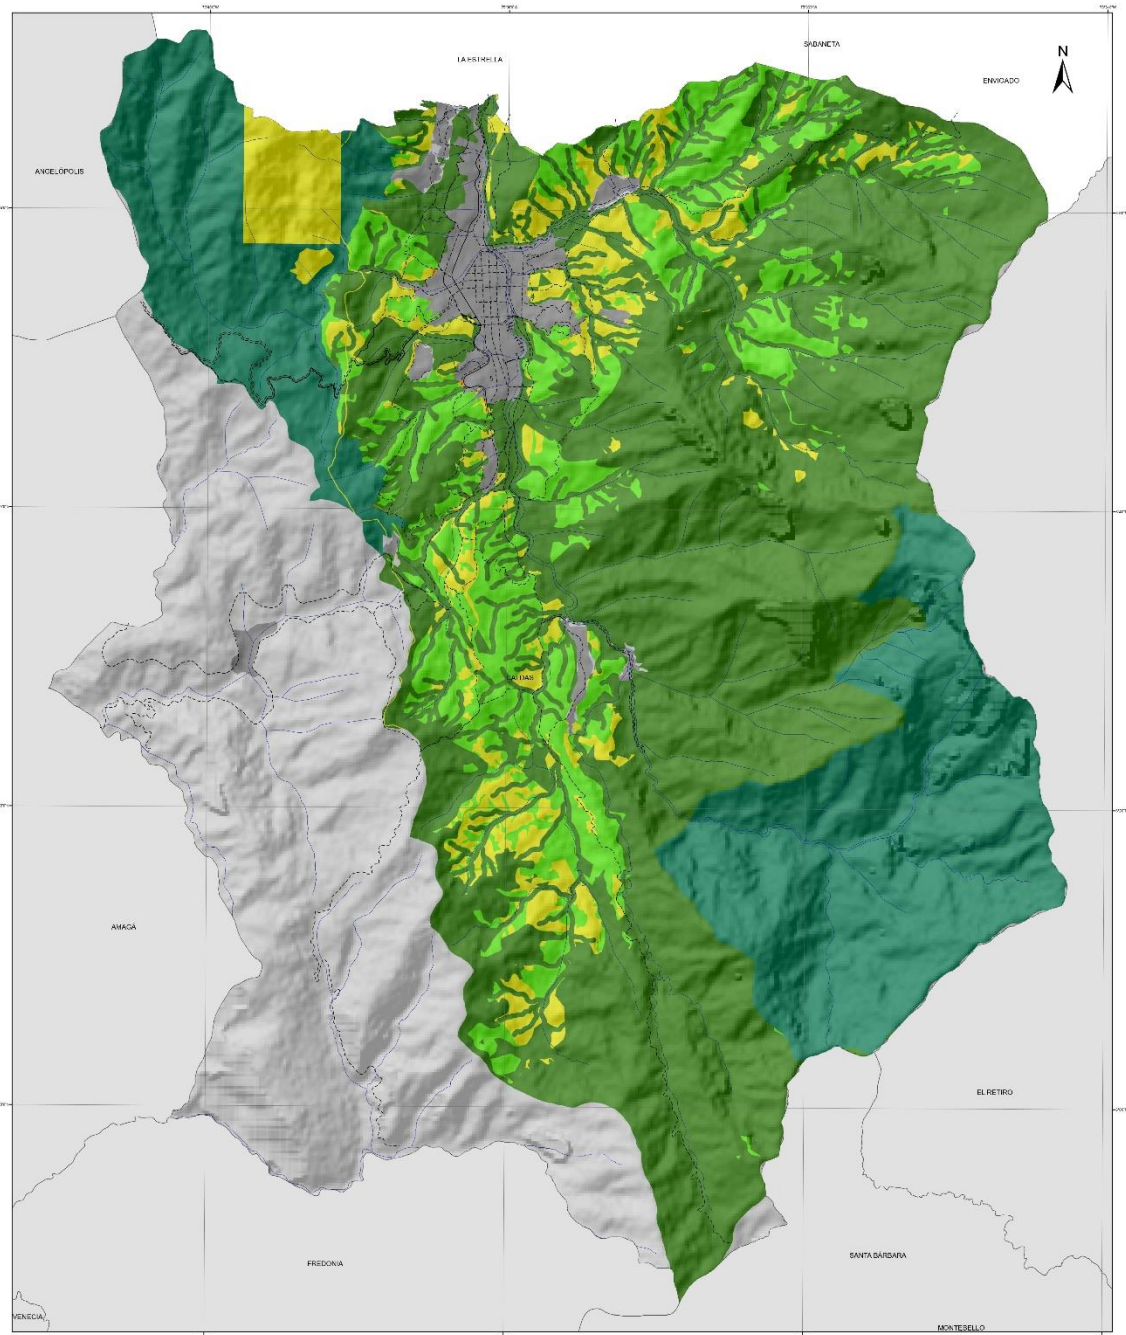 SABANETA
LA ESTRELLA
N
ENVIGADO
ANGELÓPOLIS
CALDAS
AMAGÁ
EL RETIRO
SANTA BÁRBARA
FREDONIA
VENECIA
MONTEBELLO